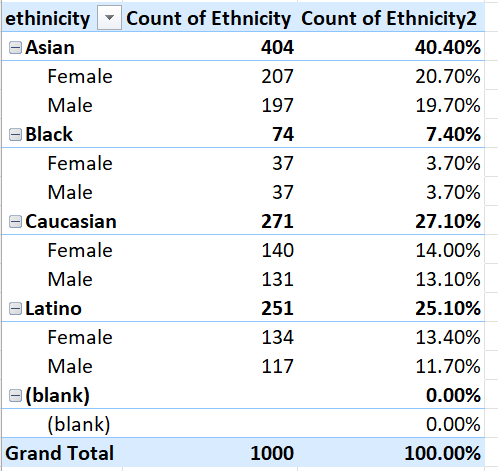 ethinicity Count of Ethnicity Count of Ethnicity2
Asian 404 40.40%
Female 207 20.70%
Male 197 19.70%
Black 74 7.40%
Female 37 3.70%
Male 37 3.70%
Caucasian 271 27.10%
Female 140 14.00%
Male 131 13.10%
Latino 251 25.10%
Female 134 13.40%
Male 117 11.70%
(blank) 0.00%
(blank) 0.00%
Grand Total 1000 100.00%